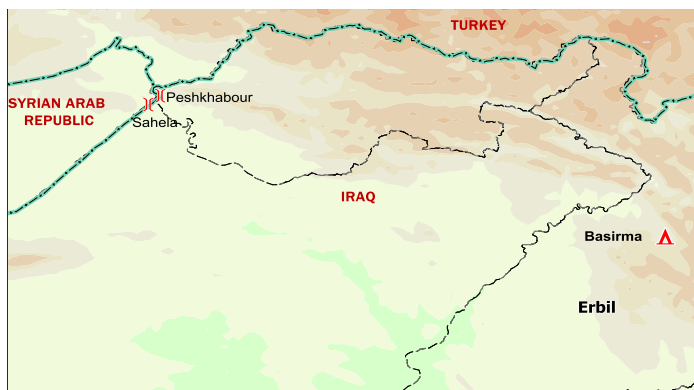 TURKEY
Peshkhabour
SYRIAN ARAB
REPUBLIC
Sahela
IRAQ
Basirma
Erbil